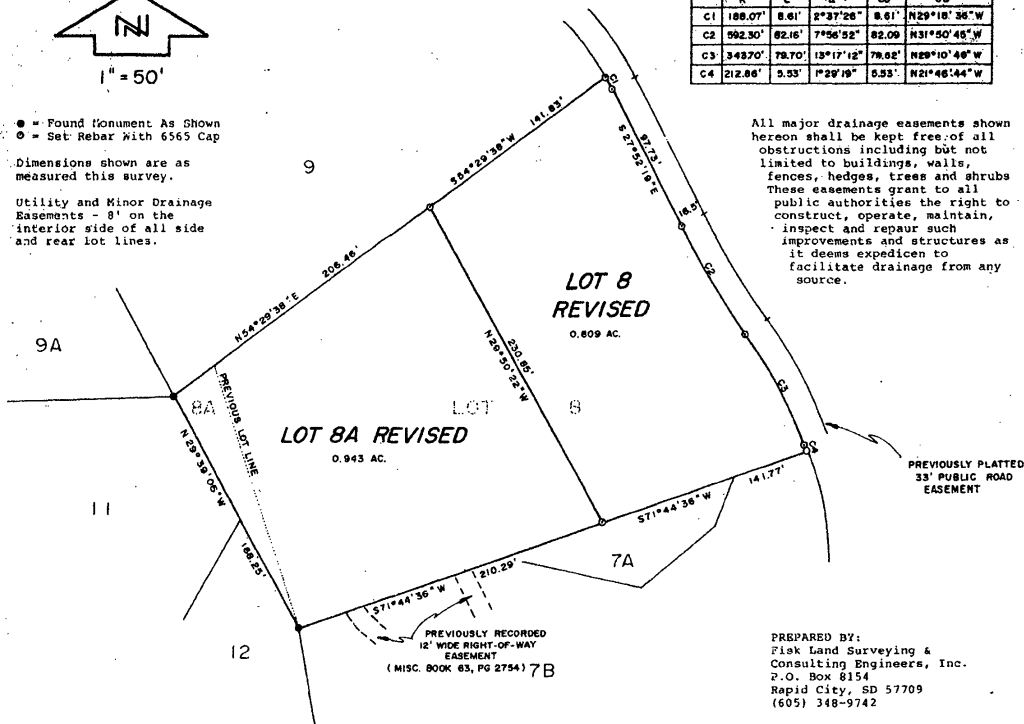 N
1" = 50'
● = Found Monument As Shown
⊙ = Set Rebar With 6565 Cap
Dimensions shown are as
measured this survey.
Utility and Minor Drainage
Easements - 8' on the
interior side of all side
and rear lot lines.
C1 188.07' 8.61' 2°37'26" 8.61' N29°18'36"W
C2 592.30' 82.16' 7°56'52" 82.09 N31°50'45"W
C3 343.70' 79.70' 13°17'12" 79.52' N29°10'48"W
C4 212.86' 5.53' 1°29'19" 5.53' N21°46'44"W
All major drainage easements shown
hereon shall be kept free of all
obstructions including but not
limited to buildings, walls,
fences, hedges, trees and shrubs
These easements grant to all
public authorities the right to
construct, operate, maintain,
inspect and repaur such
improvements and structures as
it deems expedicen to
facilitate drainage from any
source.
9
S54°29'38"W 141.83'
C1
97.73'
S 27°52'19"E
16.5'
C2
C3
C4
N54°29'38"E 206.46'
LOT 8
REVISED
0.809 AC.
230.85'
N 29°50'22"W
9A
8A
PREVIOUS LOT LINE
LOT 8
LOT 8A REVISED
0.943 AC.
N 29°39'06"W
168.25'
11
S71°44'36"W 141.77'
PREVIOUSLY PLATTED
33' PUBLIC ROAD
EASEMENT
7A
S71°44'36"W 210.29'
PREVIOUSLY RECORDED
12' WIDE RIGHT-OF-WAY
EASEMENT
(MISC. BOOK 63, PG 2754)
7B
12
PREPARED BY:
Fisk Land Surveying &
Consulting Engineers, Inc.
P.O. Box 8154
Rapid City, SD 57709
(605) 348-9742